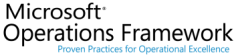 Microsoft®
Operations Framework
Proven Practices for Operational Excellence